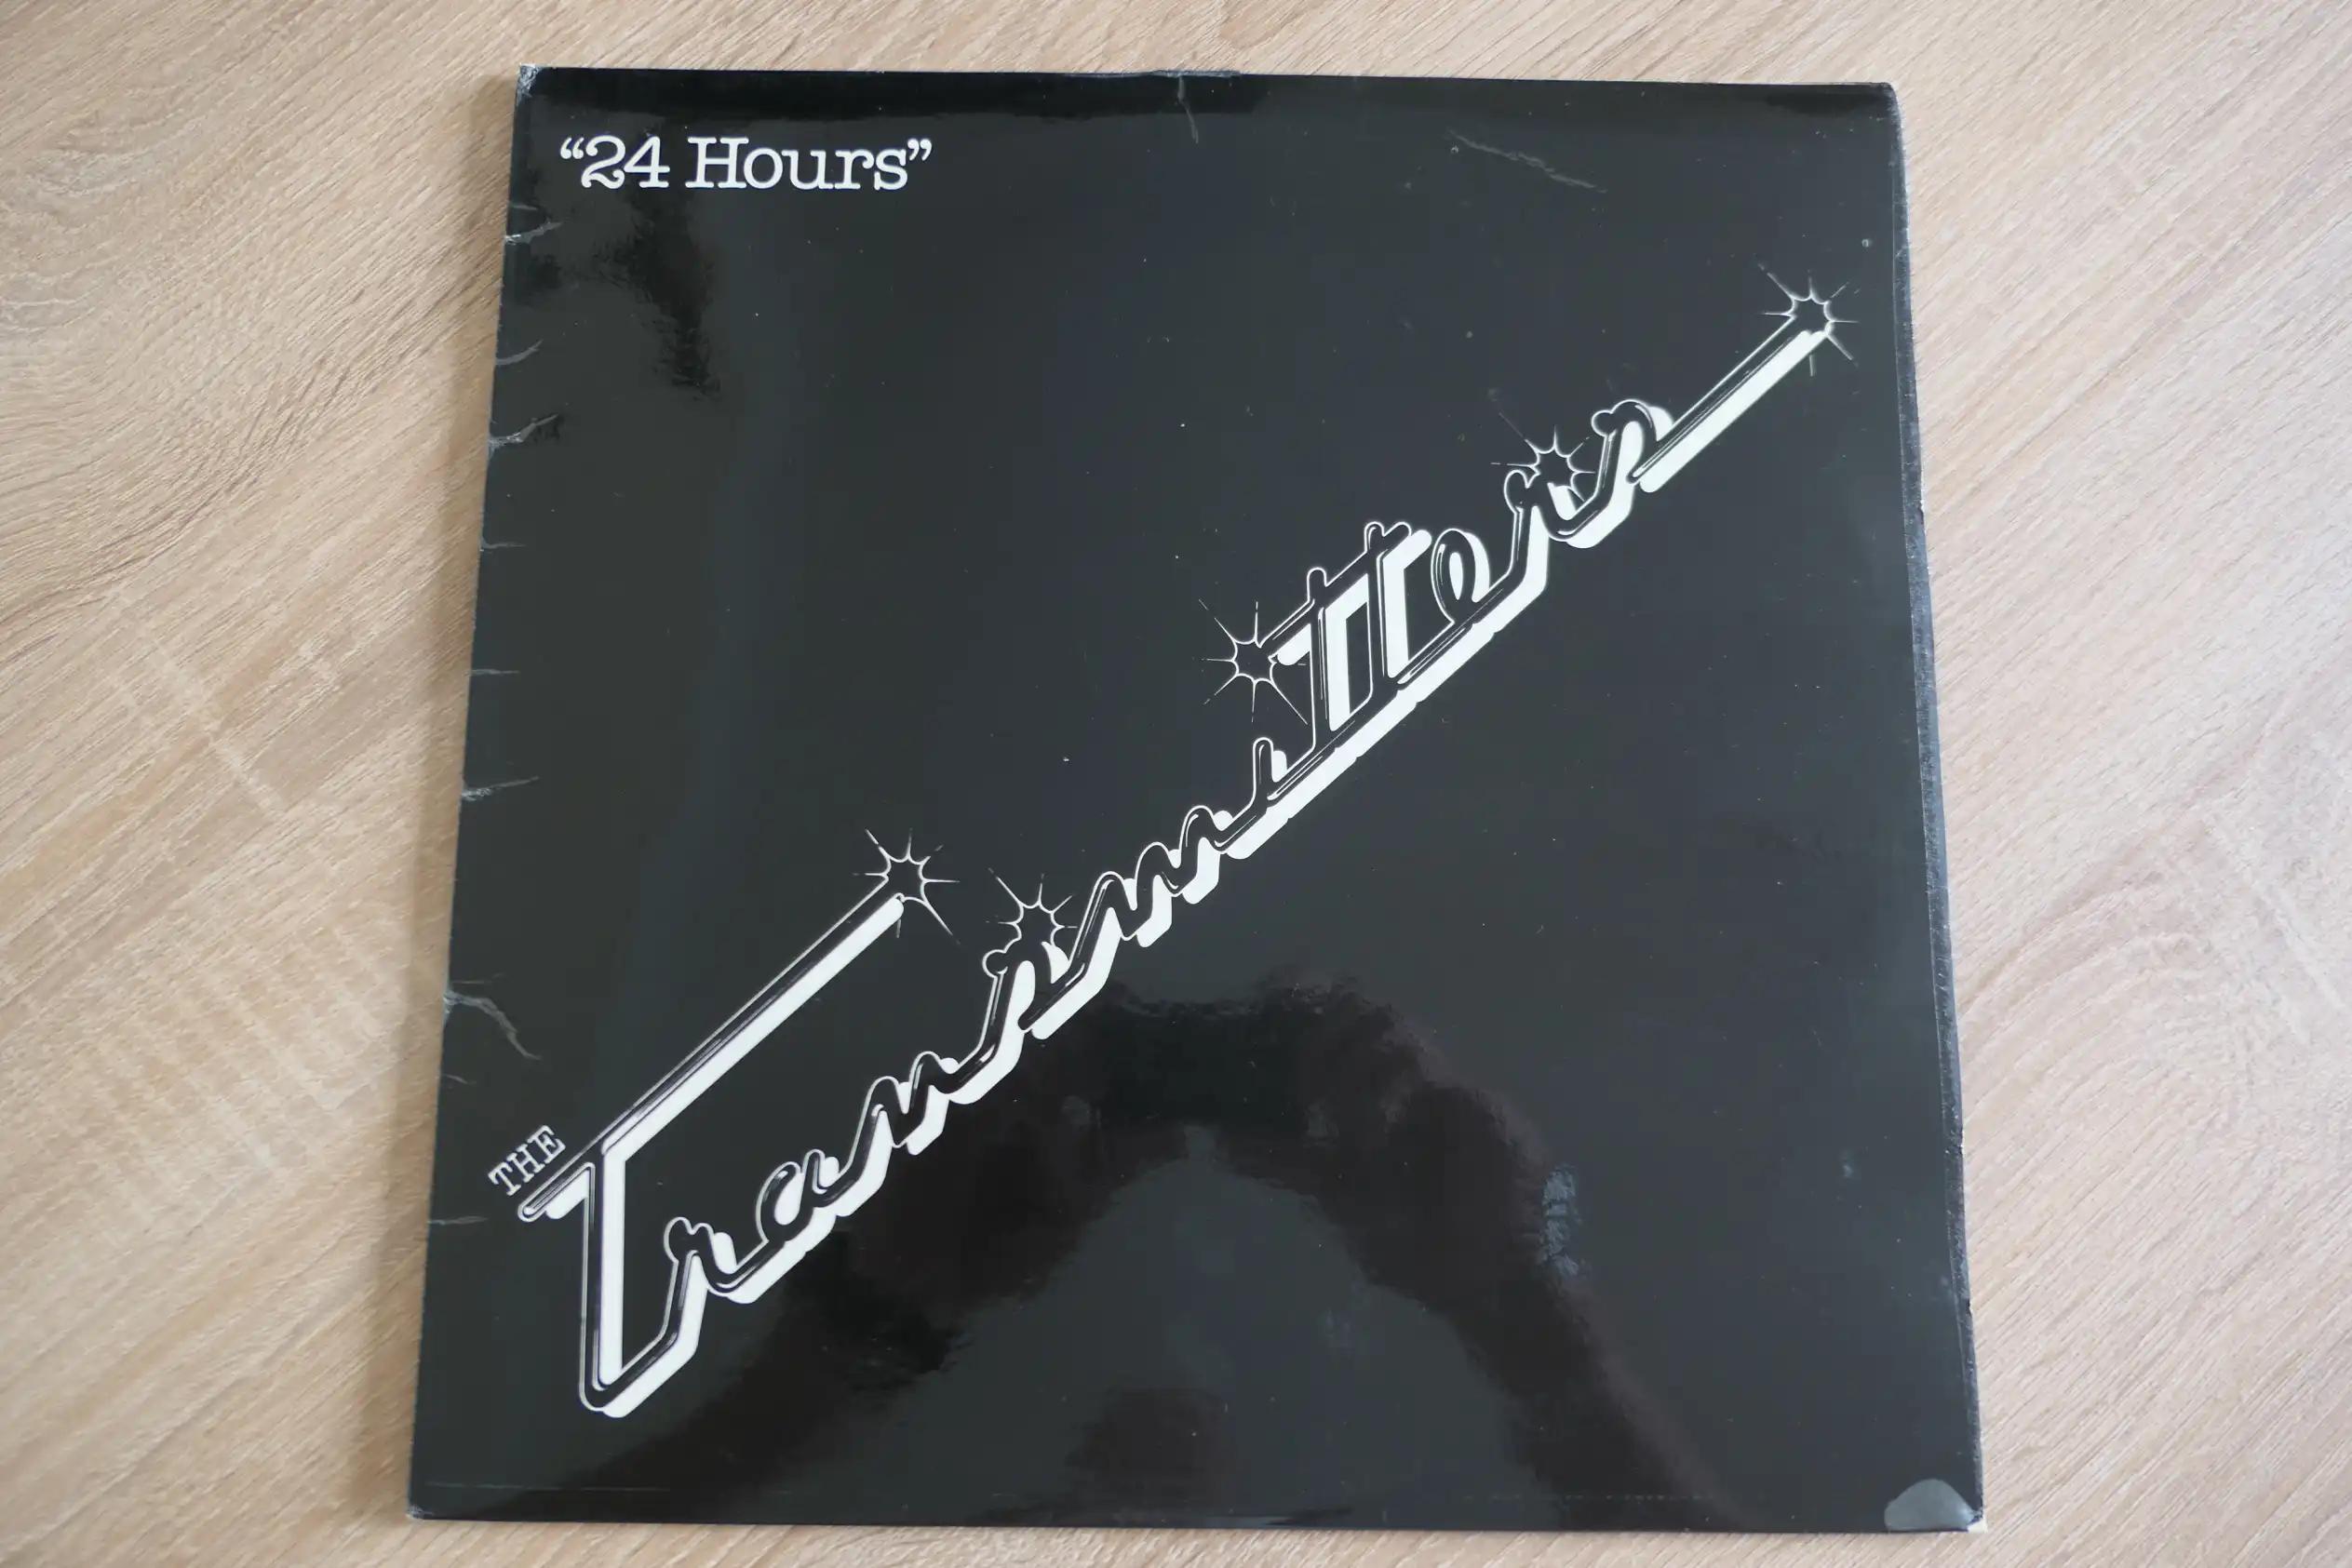 “24 Hours”
THE
Transmitters